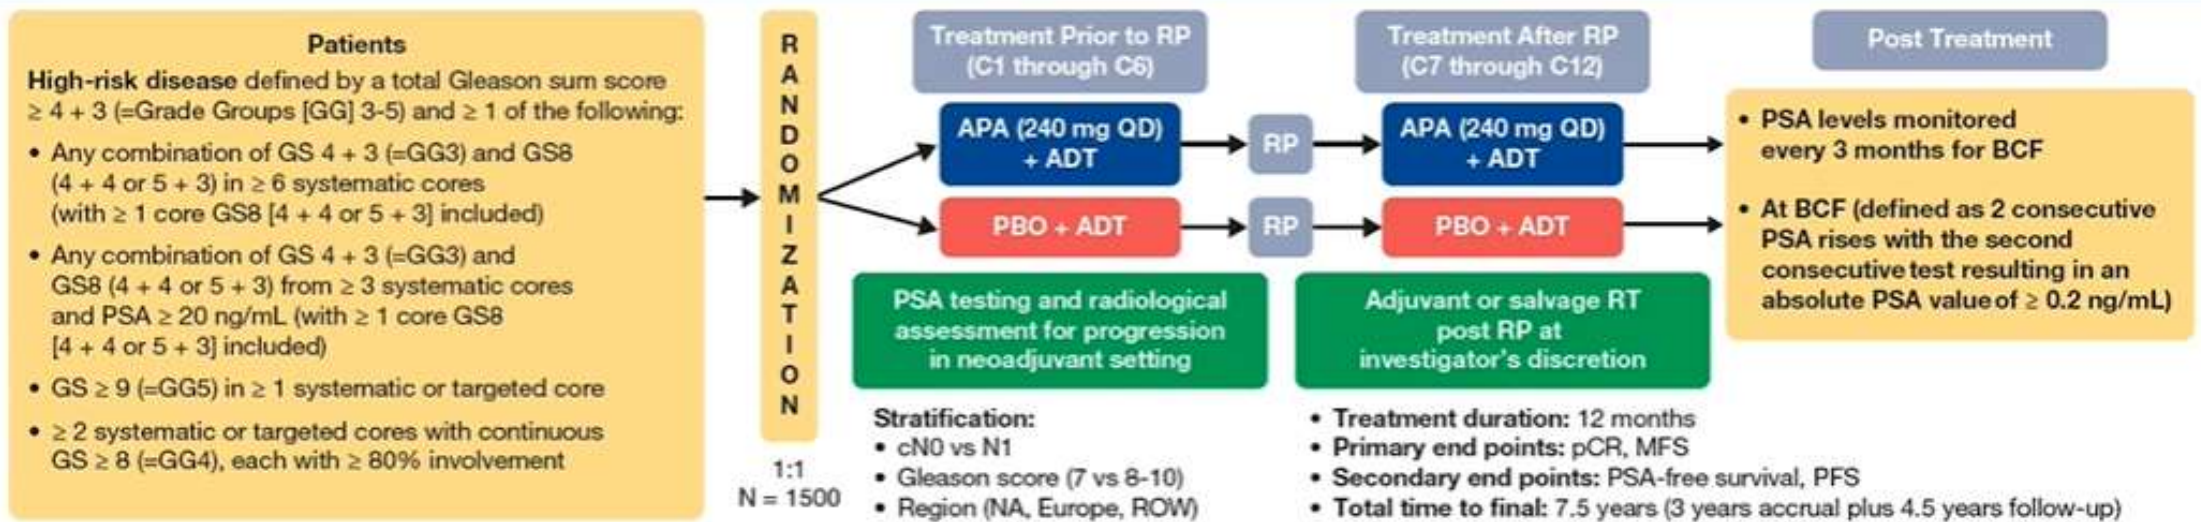 Patients
High-risk disease defined by a total Gleason sum score
≥ 4 + 3 (=Grade Groups [GG] 3-5) and ≥ 1 of the following:
• Any combination of GS 4 + 3 (=GG3) and GS8
(4 + 4 or 5 + 3) in ≥ 6 systematic cores
(with ≥ 1 core GS8 [4 + 4 or 5 + 3] included)
• Any combination of GS 4 + 3 (=GG3) and
GS8 (4 + 4 or 5 + 3) from ≥ 3 systematic cores
and PSA ≥ 20 ng/mL (with ≥ 1 core GS8
[4 + 4 or 5 + 3] included)
• GS ≥ 9 (=GG5) in ≥ 1 systematic or targeted core
• ≥ 2 systematic or targeted cores with continuous
GS ≥ 8 (=GG4), each with ≥ 80% involvement
RANDOMIZATION
1:1
N = 1500
Treatment Prior to RP
(C1 through C6)
APA (240 mg QD)
+ ADT
RP
PBO + ADT
RP
PSA testing and radiological
assessment for progression
in neoadjuvant setting
Stratification:
• cN0 vs N1
• Gleason score (7 vs 8-10)
• Region (NA, Europe, ROW)
Treatment After RP
(C7 through C12)
APA (240 mg QD)
+ ADT
PBO + ADT
Adjuvant or salvage RT
post RP at
investigator's discretion
• Treatment duration: 12 months
• Primary end points: pCR, MFS
• Secondary end points: PSA-free survival, PFS
• Total time to final: 7.5 years (3 years accrual plus 4.5 years follow-up)
Post Treatment
• PSA levels monitored
every 3 months for BCF
• At BCF (defined as 2 consecutive
PSA rises with the second
consecutive test resulting in an
absolute PSA value of ≥ 0.2 ng/mL)